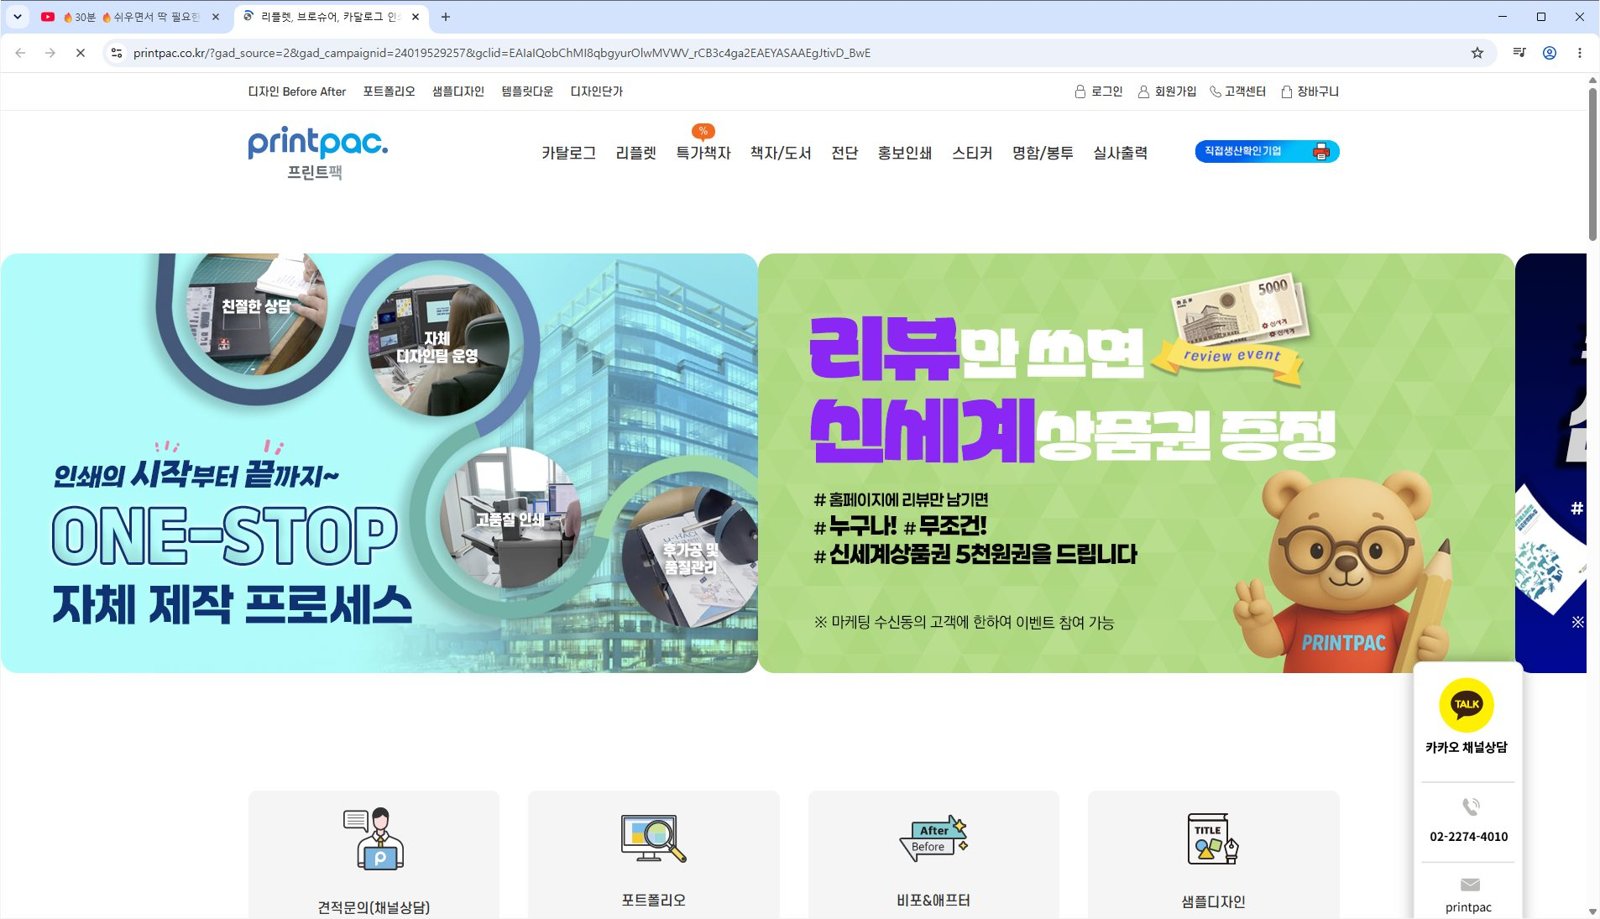 🔥30분 🔥쉬우면서 딱 필요한
리플렛, 브로슈어, 카달로그 인쇄
printpac.co.kr/?gad_source=2&gad_campaignid=24019529257&gclid=EAIaIQobChMI8qbgyurOlwMVWV_rCB3c4ga2EAEYASAAEgJtivD_BwE
디자인 Before After 포트폴리오 샘플디자인 템플릿다운 디자인단가
로그인 회원가입 고객센터 장바구니
printpac.
프린트팩
%
카탈로그 리플렛 특가책자 책자/도서 전단 홍보인쇄 스티커 명함/봉투 실사출력
직접생산확인기업
친절한 상담
자체
디자인팀 운영
고품질 인쇄
후가공 및
품질관리
인쇄의 시작부터 끝까지~
ONE-STOP
자체 제작 프로세스
5000
review event
리뷰만 쓰면
신세계상품권 증정
# 홈페이지에 리뷰만 남기면
# 누구나! # 무조건!
# 신세계상품권 5천원권을 드립니다
※ 마케팅 수신동의 고객에 한하여 이벤트 참여 가능
PRINTPAC
#
※
TALK
카카오 채널상담
02-2274-4010
printpac
P
견적문의(채널상담)
포트폴리오
After
Before
비포&애프터
TITLE
샘플디자인